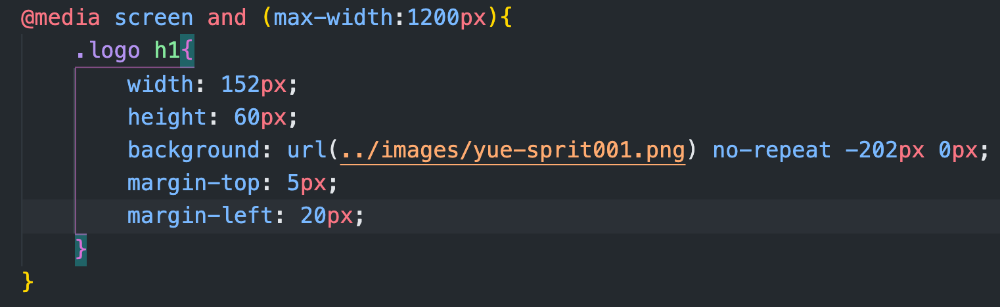 @media screen and (max-width:1200px){
.logo h1{
width: 152px;
height: 60px;
background: url(../images/yue-sprit001.png) no-repeat -202px 0px;
margin-top: 5px;
margin-left: 20px;
}
}